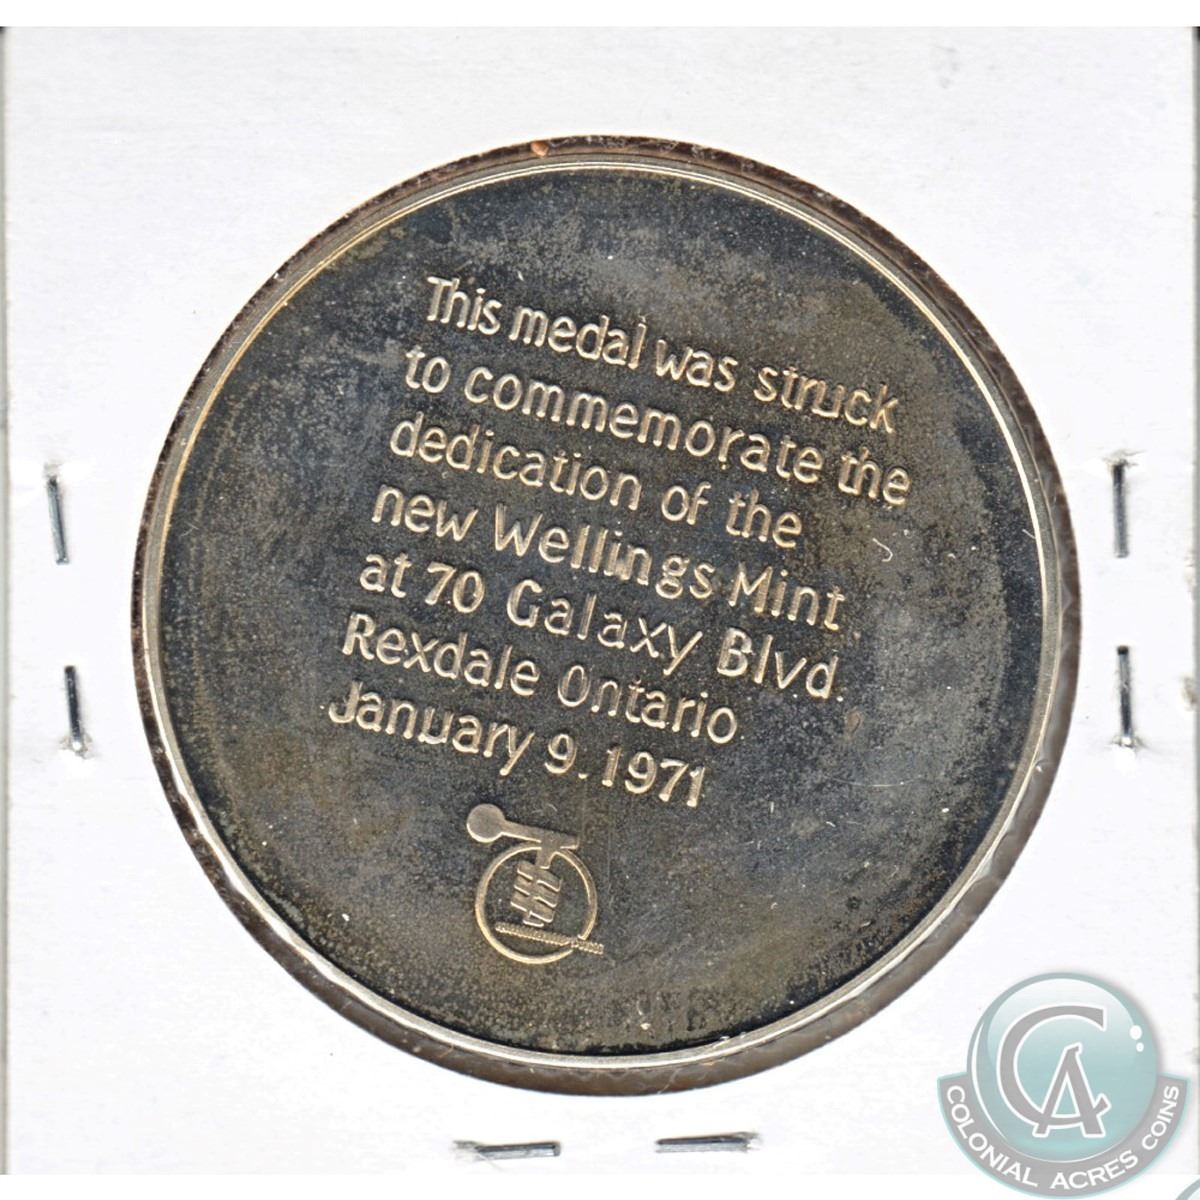 This medal was struck
to commemorate the
dedication of the
new Wellings Mint
at 70 Galaxy Blvd.
Rexdale Ontario
January 9. 1971
CA
COLONIAL ACRES COINS